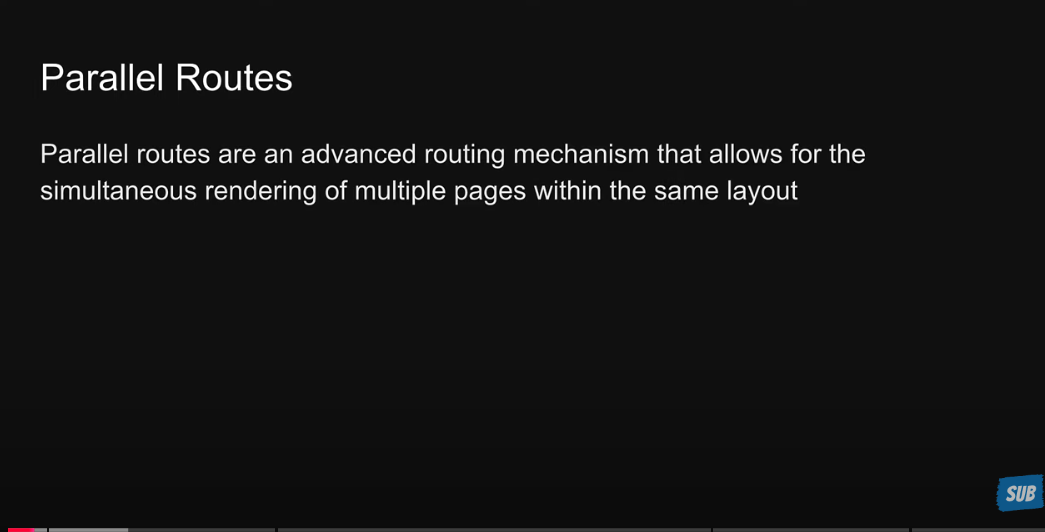 Parallel Routes
Parallel routes are an advanced routing mechanism that allows for the
simultaneous rendering of multiple pages within the same layout
SUB